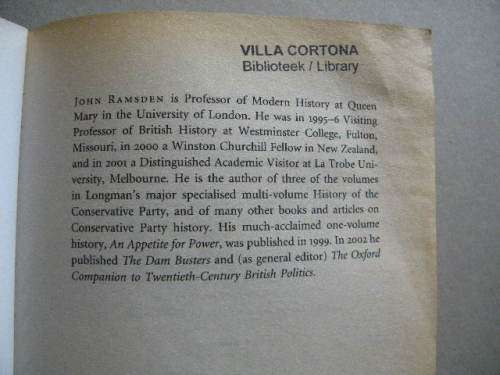 VILLA CORTONA
Biblioteek / Library
JOHN RAMSDEN is Professor of Modern History at Queen
Mary in the University of London. He was in 1995–6 Visiting
Professor of British History at Westminster College, Fulton,
Missouri, in 2000 a Winston Churchill Fellow in New Zealand,
and in 2001 a Distinguished Academic Visitor at La Trobe Uni-
versity, Melbourne. He is the author of three of the volumes
in Longman's major specialised multi-volume History of the
Conservative Party, and of many other books and articles on
Conservative Party history. His much-acclaimed one-volume
history, An Appetite for Power, was published in 1999. In 2002 he
published The Dam Busters and (as general editor) The Oxford
Companion to Twentieth-Century British Politics.